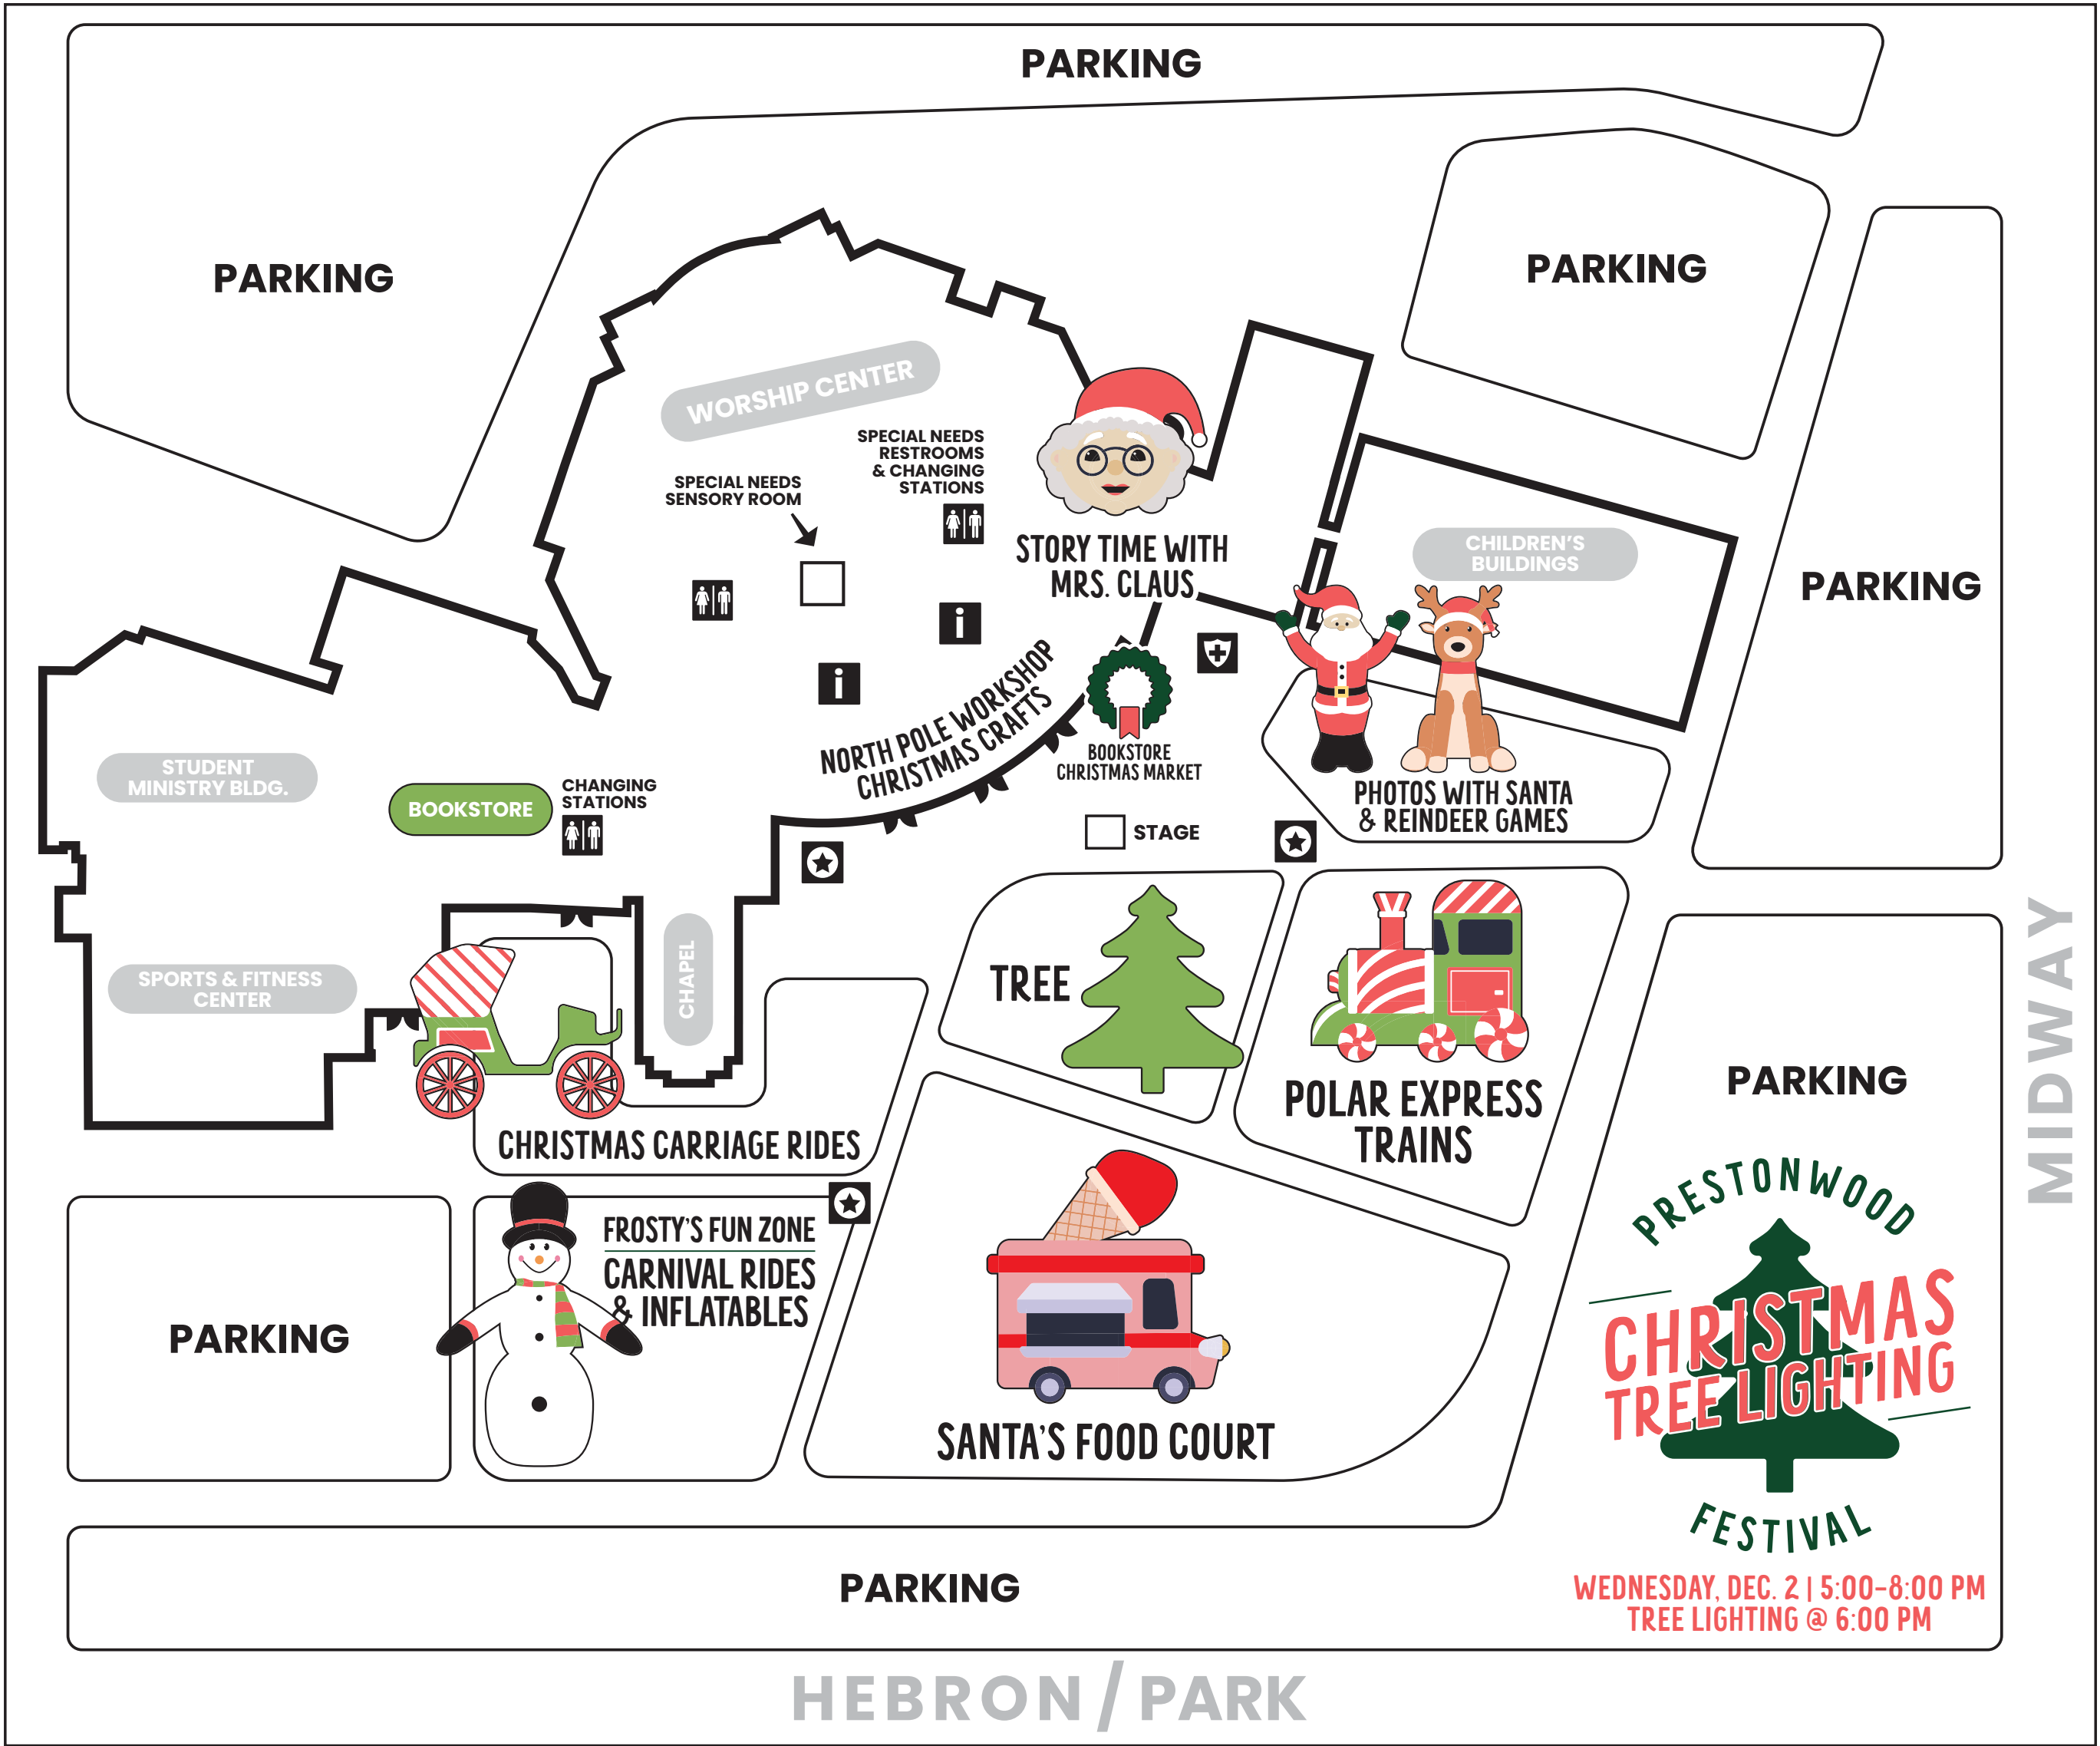 PARKING
PARKING
PARKING
PARKING
WORSHIP CENTER
SPECIAL NEEDS
RESTROOMS
& CHANGING
STATIONS
SPECIAL NEEDS
SENSORY ROOM
STORY TIME WITH
MRS. CLAUS
CHILDREN'S
BUILDINGS
i
i
NORTH POLE WORKSHOP
CHRISTMAS CRAFTS
BOOKSTORE
CHRISTMAS MARKET
PHOTOS WITH SANTA
& REINDEER GAMES
STUDENT
MINISTRY BLDG.
BOOKSTORE
CHANGING
STATIONS
STAGE
SPORTS & FITNESS
CENTER
CHAPEL
TREE
POLAR EXPRESS
TRAINS
CHRISTMAS CARRIAGE RIDES
PARKING
MIDWAY
FROSTY'S FUN ZONE
CARNIVAL RIDES
& INFLATABLES
PARKING
SANTA'S FOOD COURT
PRESTONWOOD
CHRISTMAS
TREE LIGHTING
FESTIVAL
WEDNESDAY, DEC. 2 | 5:00-8:00 PM
TREE LIGHTING @ 6:00 PM
PARKING
HEBRON/PARK